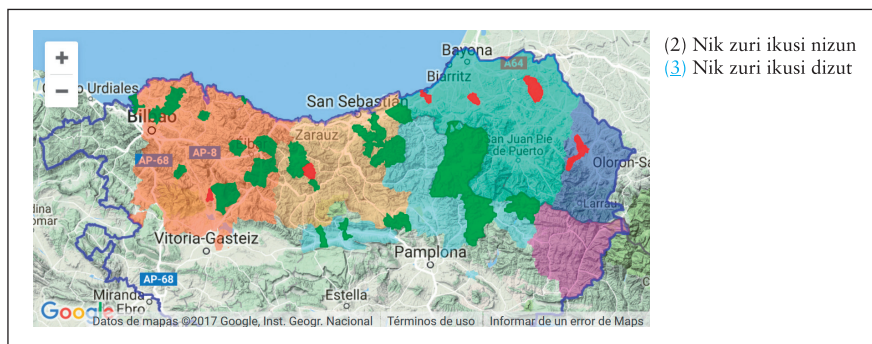 (2) Nik zuri ikusi nizun
(3) Nik zuri ikusi dizut
+
−
Bayona
A64
Biarritz
Urdiales
San Sebastián
Bilbao
Zarauz
AP-8
AP-68
San Juan Pie
de Puerto
Oloron-Sa
Larrau
Vitoria-Gasteiz
Pamplona
AP-68
Miranda
Ebro
Estella
Google
Datos de mapas ©2017 Google, Inst. Geogr. Nacional
Términos de uso
Informar de un error de Maps